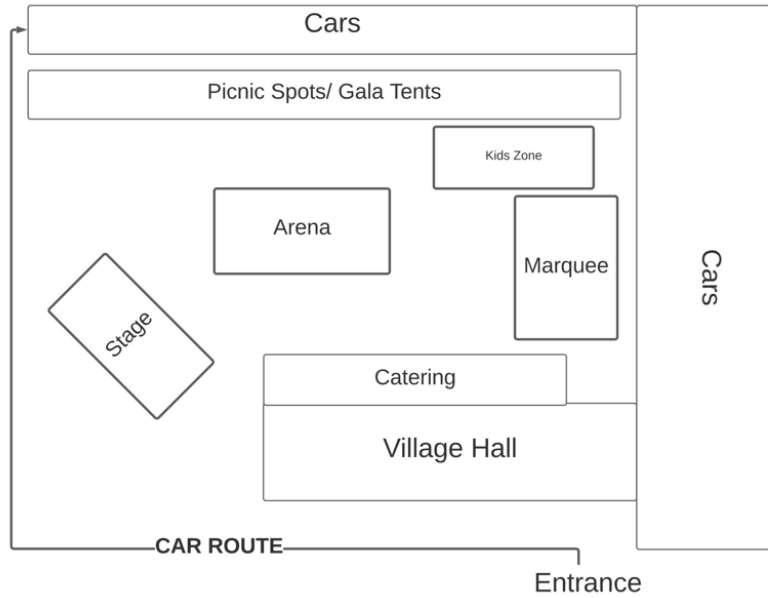 Cars
Picnic Spots/ Gala Tents
Kids Zone
Arena
Marquee
Cars
Stage
Catering
Village Hall
CAR ROUTE
Entrance